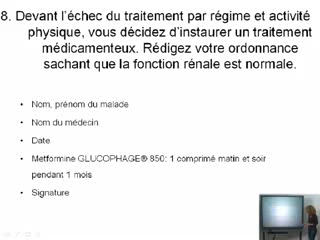 8. Devant l'échec du traitement par régime et activité
physique, vous décidez d'instaurer un traitement
médicamenteux. Rédigez votre ordonnance
sachant que la fonction rénale est normale.
• Nom, prénom du malade
• Nom du médecin
• Date
• Metformine GLUCOPHAGE® 850: 1 comprimé matin et soir
pendant 1 mois
• Signature